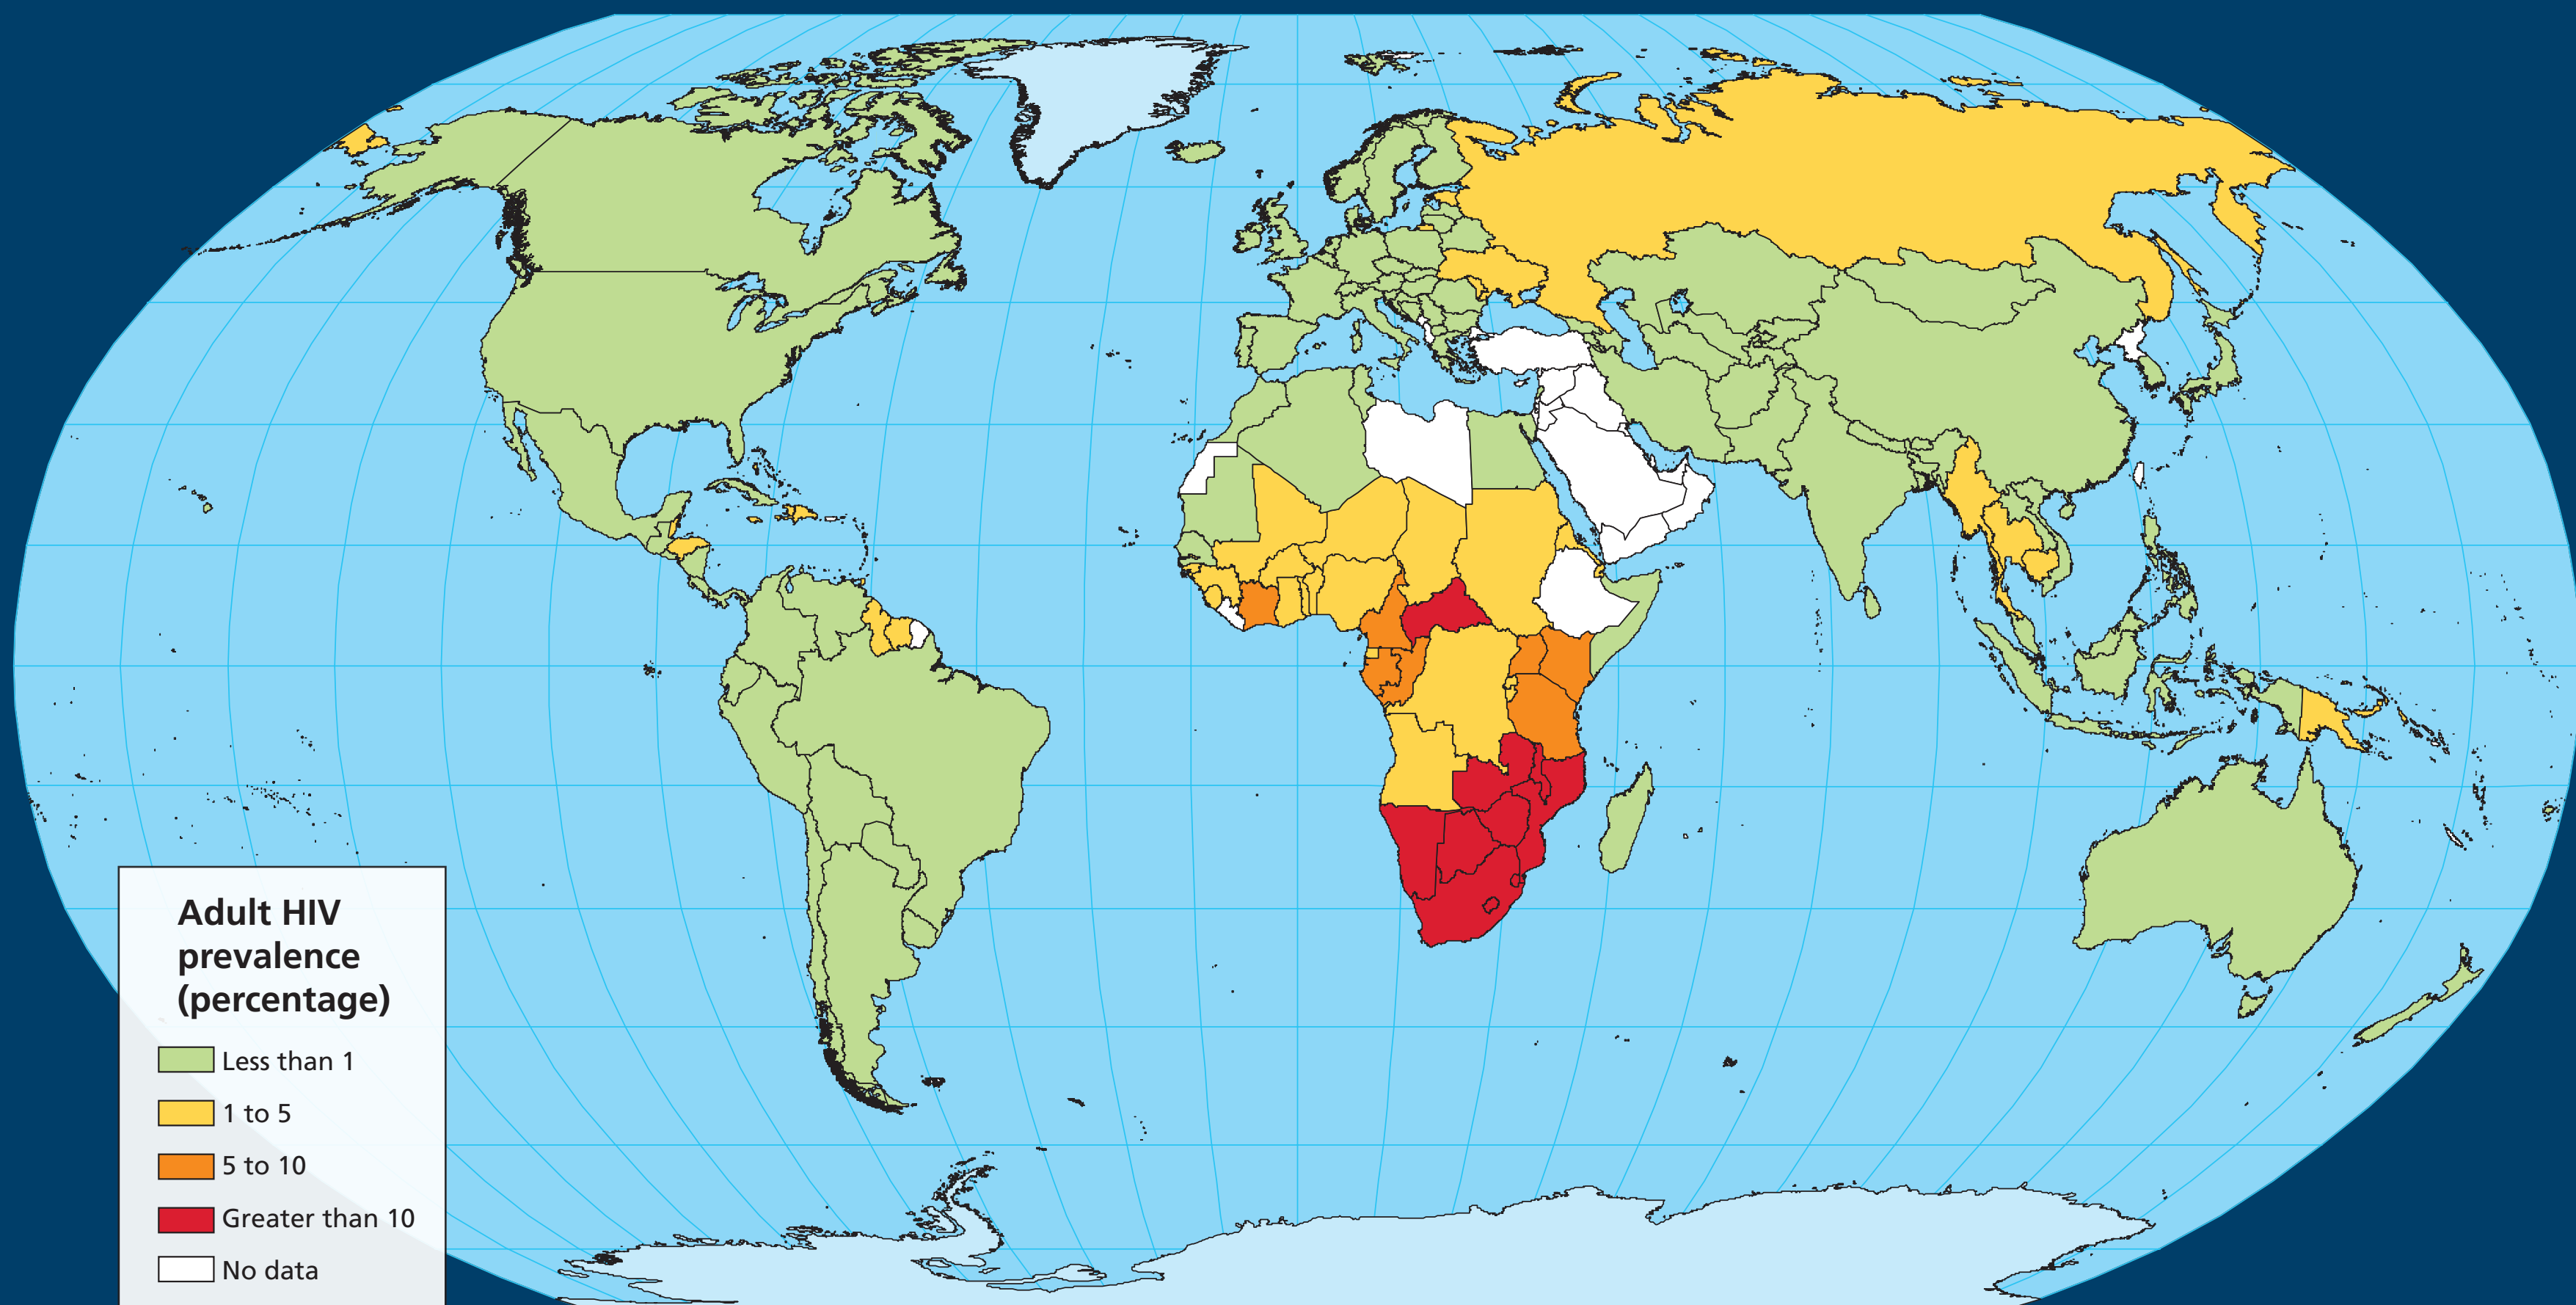 Adult HIV
prevalence
(percentage)
Less than 1
1 to 5
5 to 10
Greater than 10
No data